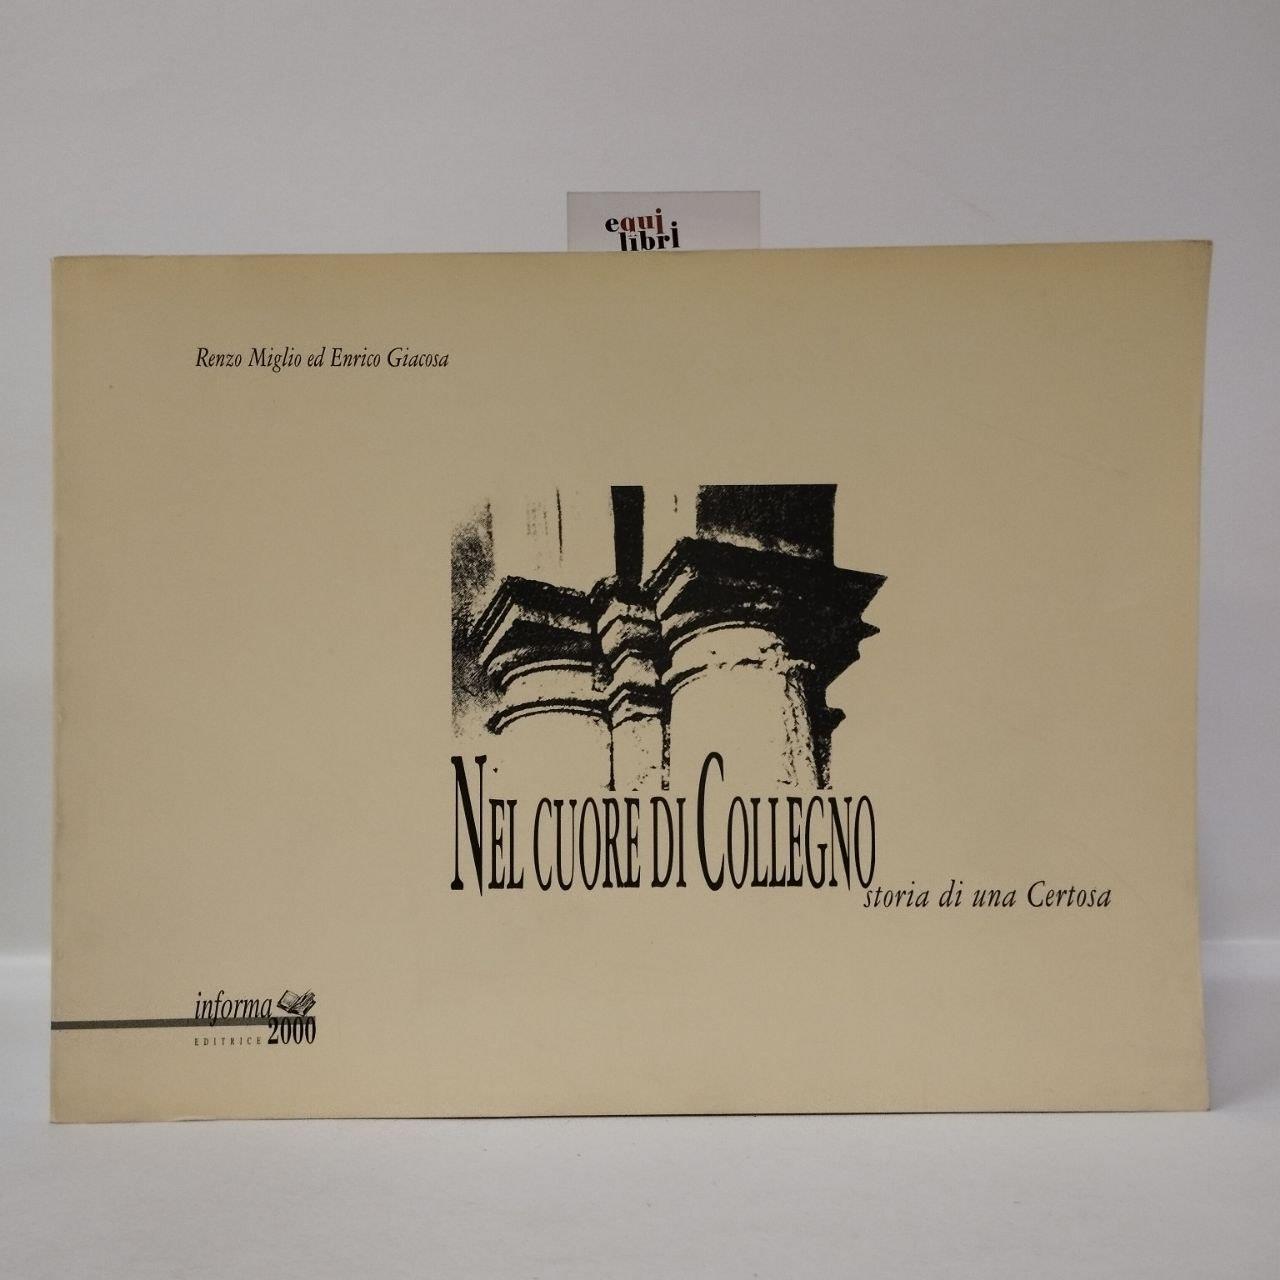 equi
libri
Renzo Miglio ed Enrico Giacosa
NEL CUORE DI COLLEGNO
storia di una Certosa
informa
EDITRICE 2000